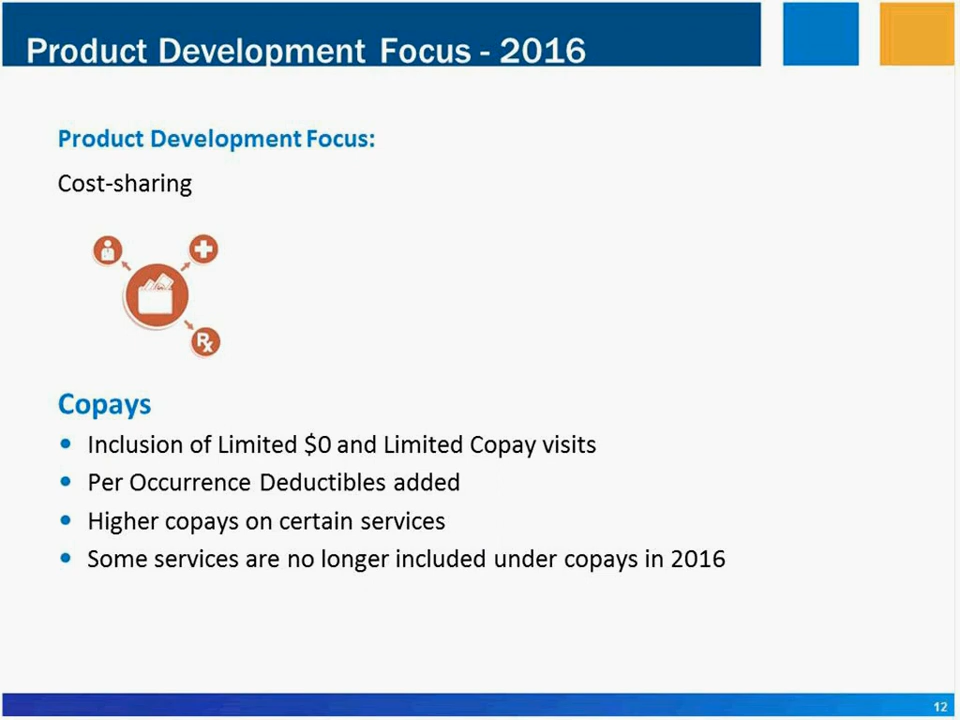 Product Development Focus - 2016
Product Development Focus:
Cost-sharing
Rx
Copays
• Inclusion of Limited $0 and Limited Copay visits
• Per Occurrence Deductibles added
• Higher copays on certain services
• Some services are no longer included under copays in 2016
12